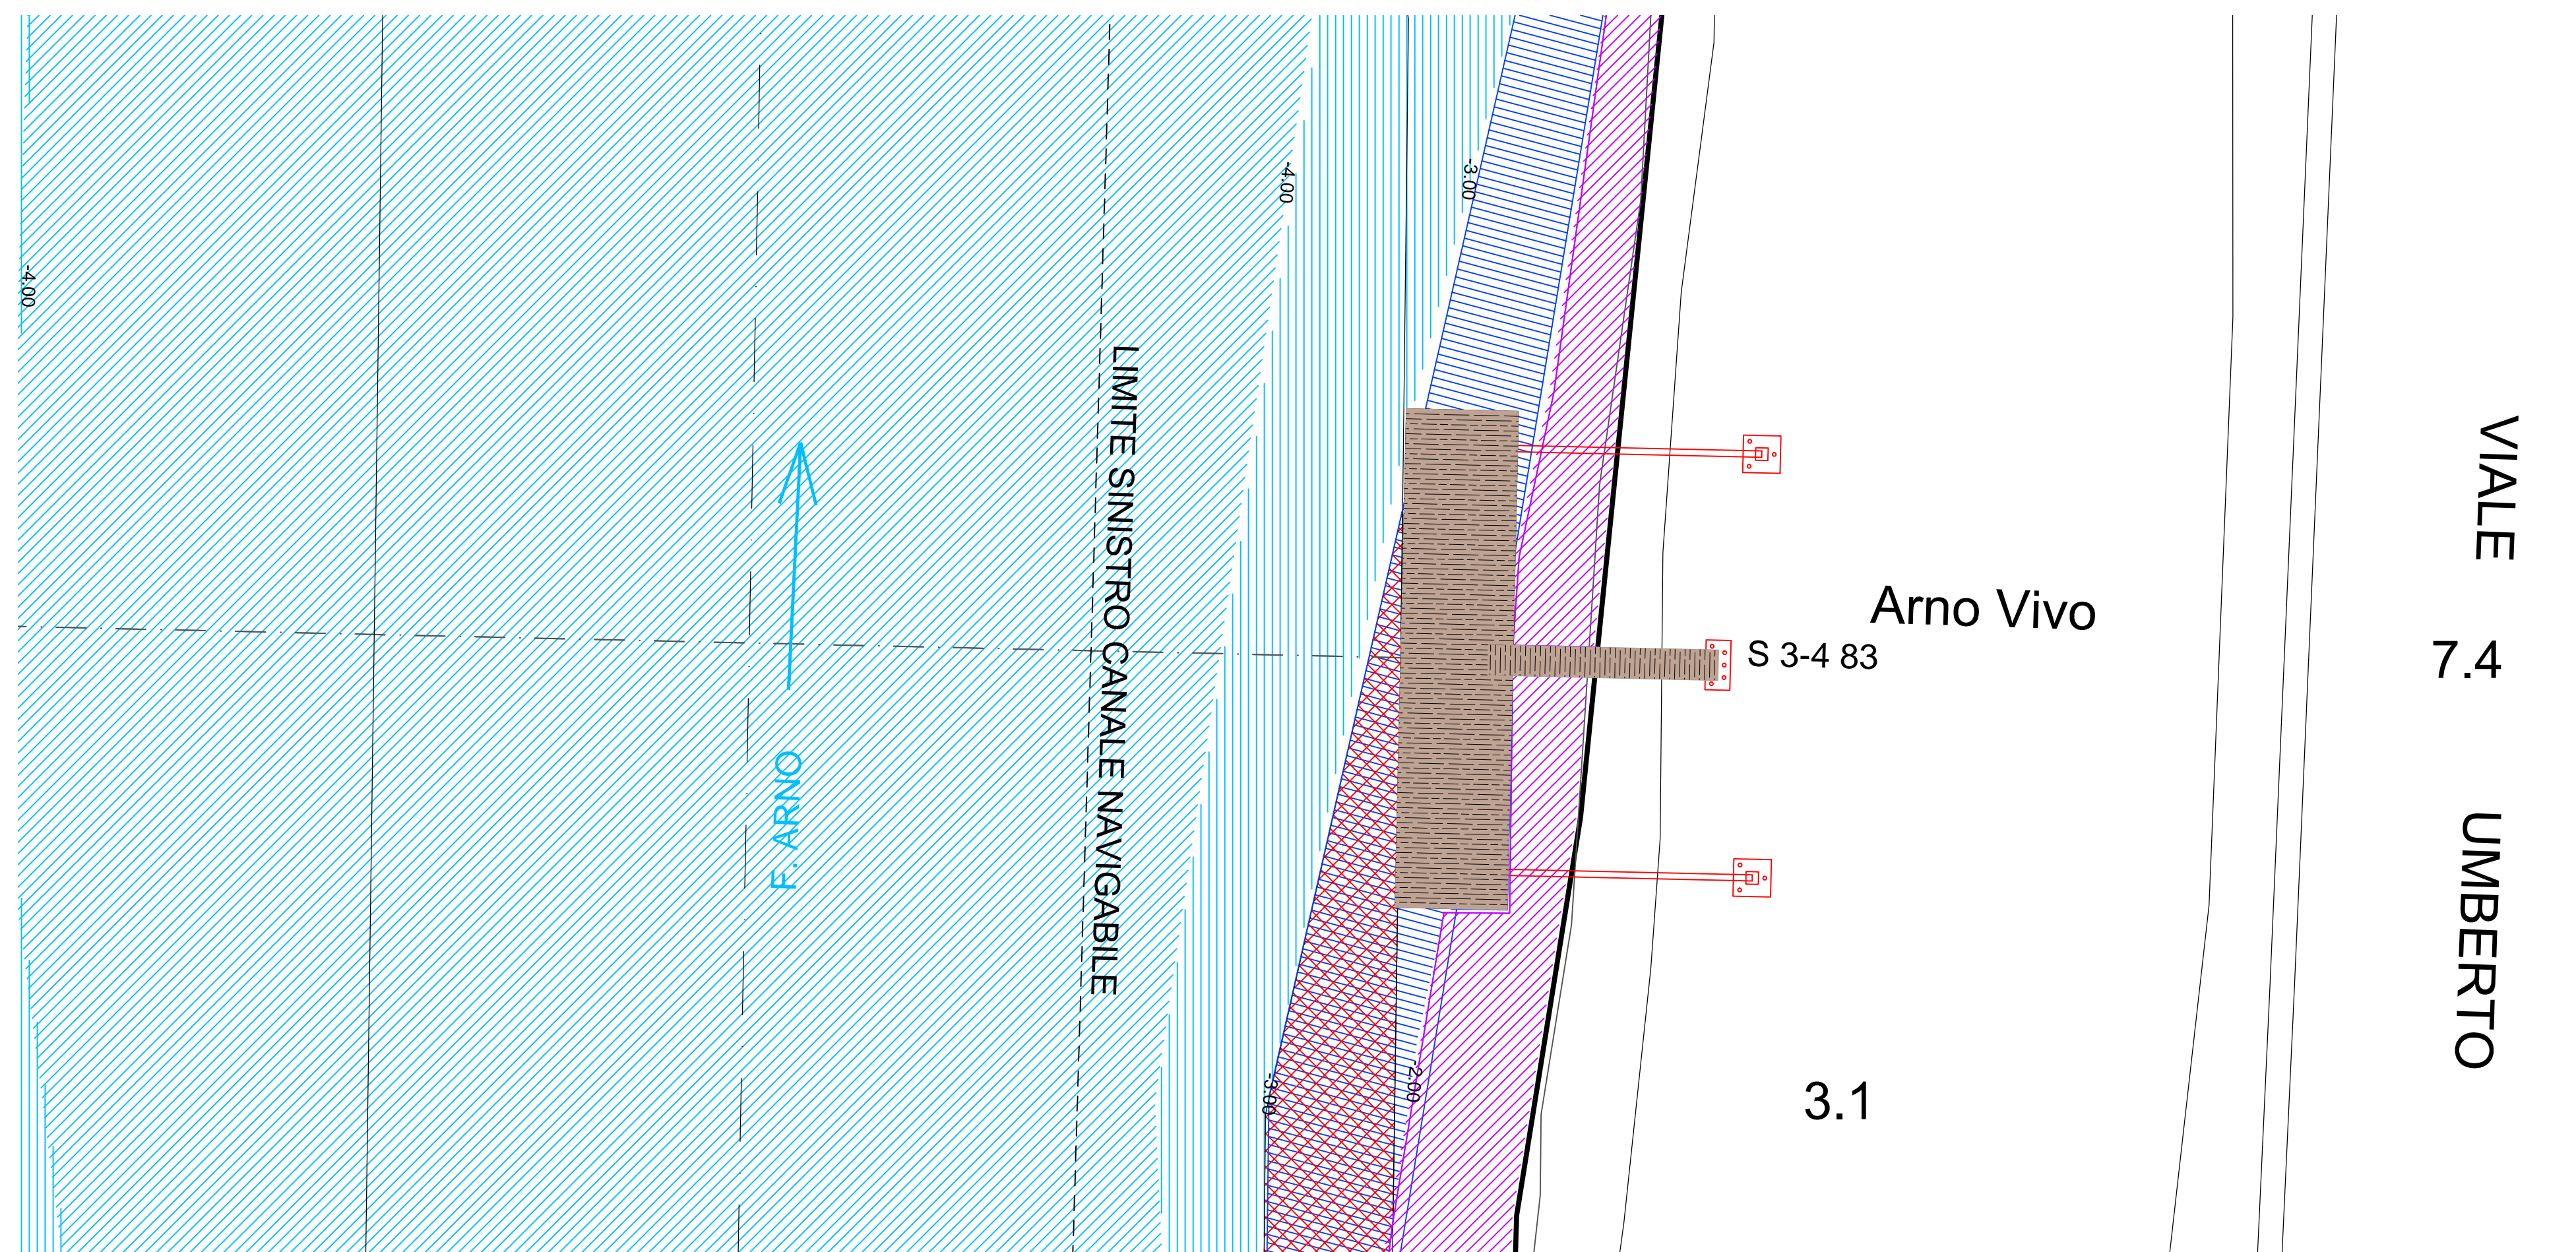 -4.00
-3.00
-4.00
LIMITE SINISTRO CANALE NAVIGABILE
VIALE UMBERTO
Arno Vivo
S 3-4 83
7.4
F. ARNO
-3.00
-2.00
3.1